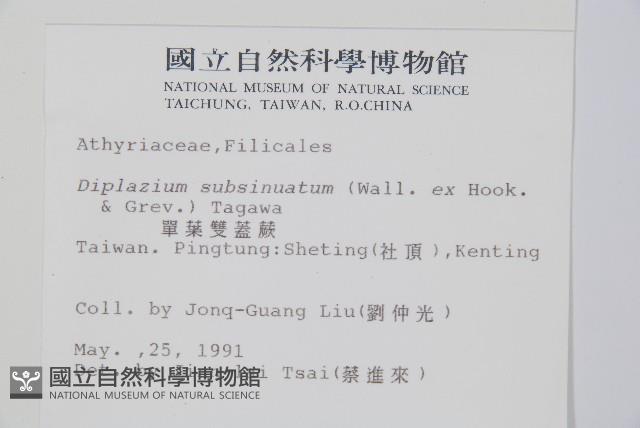 國立自然科學博物館
NATIONAL MUSEUM OF NATURAL SCIENCE
TAICHUNG, TAIWAN, R.O.CHINA
Athyriaceae,Filicales
Diplazium subsinuatum (Wall. ex Hook.
& Grev.) Tagawa
單葉雙蓋蕨
Taiwan. Pingtung:Sheting(社頂),Kenting
Coll. by Jonq-Guang Liu(劉仲光)
May. ,25, 1991
Tsai(蔡進來)
國立自然科學博物館
NATIONAL MUSEUM OF NATURAL SCIENCE